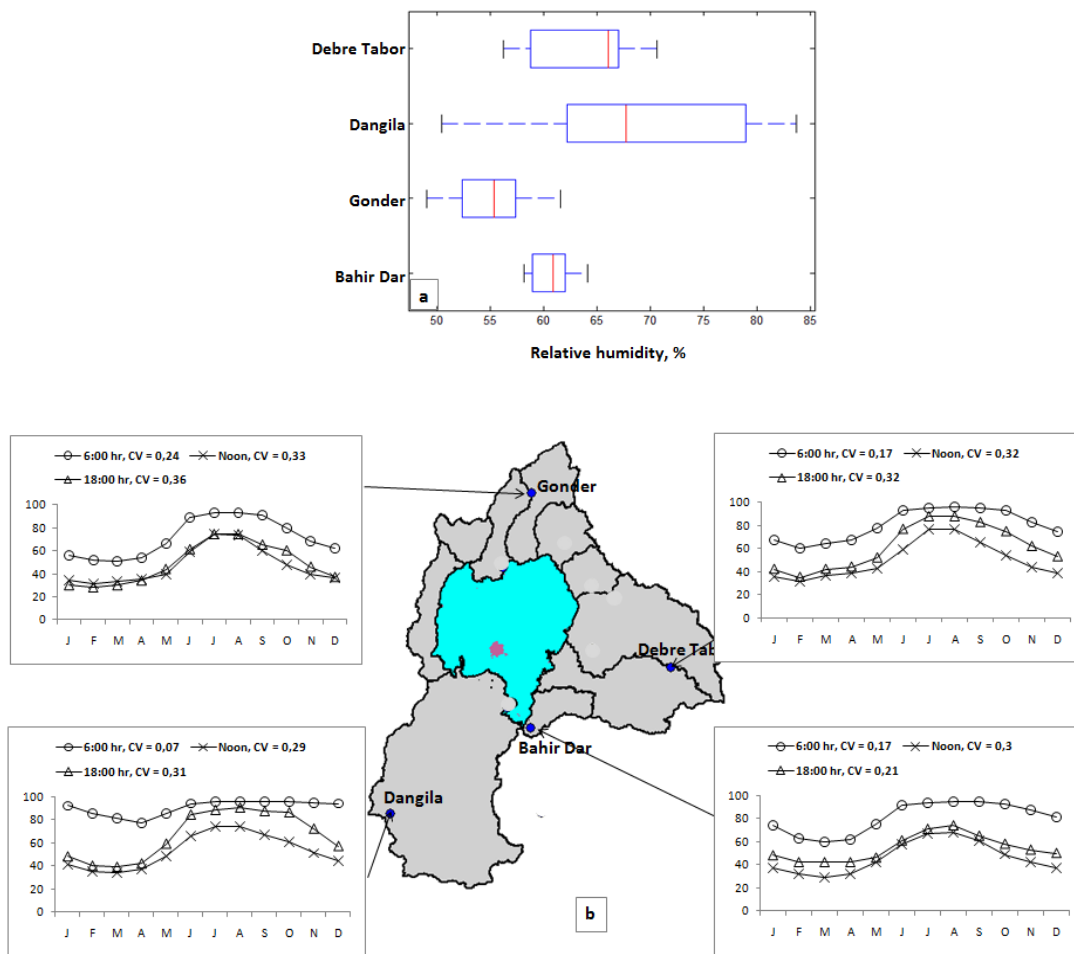 Debre Tabor
Dangila
Gonder
Bahir Dar
a
50 55 60 65 70 75 80 85
Relative humidity, %
6:00 hr, CV = 0,24 Noon, CV = 0,33
18:00 hr, CV = 0,36
100
80
60
40
20
0
J F M A M J J A S O N D
6:00 hr, CV = 0,17 Noon, CV = 0,32
18:00 hr, CV = 0,32
100
80
60
40
20
0
J F M A M J J A S O N D
Gonder
Debre Tab
Bahir Dar
Dangila
6:00 hr, CV = 0,07 Noon, CV = 0,29
18:00 hr, CV = 0,31
100
80
60
40
20
0
J F M A M J J A S O N D
b
6:00 hr, CV = 0,17 Noon, CV = 0,3
18:00 hr, CV = 0,21
100
80
60
40
20
0
J F M A M J J A S O N D